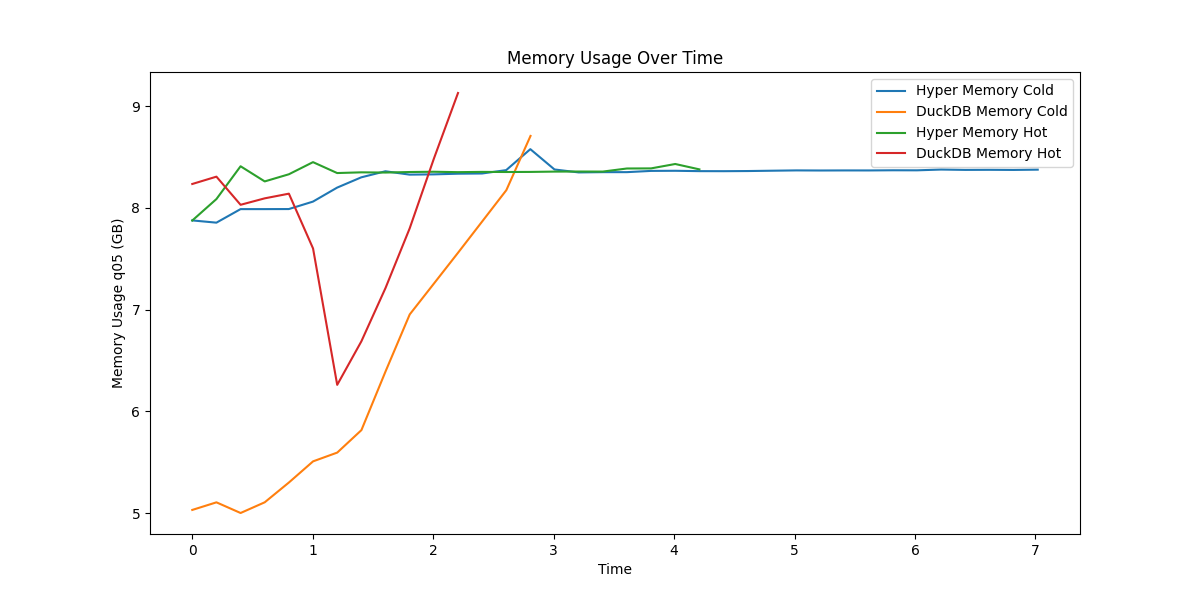 Memory Usage Over Time
Hyper Memory Cold
DuckDB Memory Cold
Hyper Memory Hot
DuckDB Memory Hot
Memory Usage q05 (GB)
9
8
7
6
5
0 1 2 3 4 5 6 7
Time